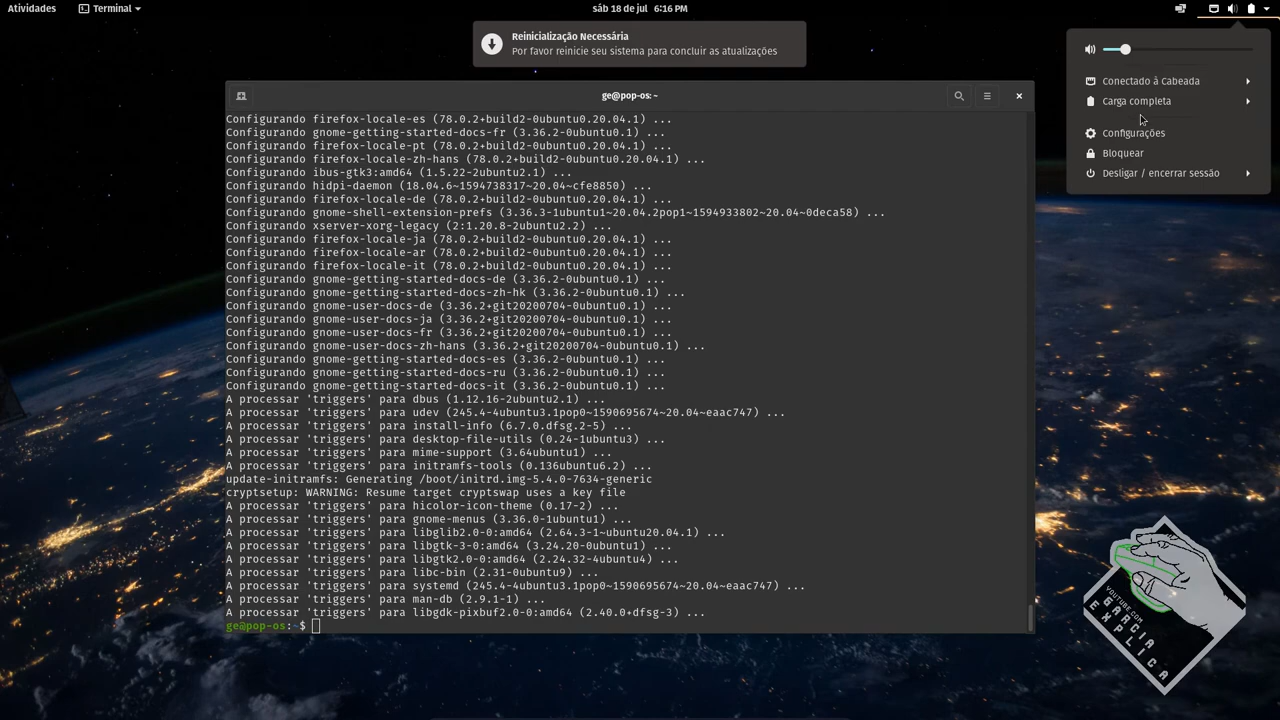 Atividades
Terminal
sáb 18 de jul 6:16 PM
Reinicialização Necessária
Por favor reinicie seu sistema para concluir as atualizações
Conectado à Cabeada
Carga completa
Configurações
Bloquear
Desligar / encerrar sessão
ge@pop-os: ~
Configurando firefox-locale-es (78.0.2+build2-0ubuntu0.20.04.1) ...
Configurando gnome-getting-started-docs-fr (3.36.2-0ubuntu0.1) ...
Configurando firefox-locale-pt (78.0.2+build2-0ubuntu0.20.04.1) ...
Configurando firefox-locale-zh-hans (78.0.2+build2-0ubuntu0.20.04.1) ...
Configurando ibus-gtk3:amd64 (1.5.22-2ubuntu2.1) ...
Configurando hidpi-daemon (18.04.6~1594738317~20.04~cfe8850) ...
Configurando firefox-locale-de (78.0.2+build2-0ubuntu0.20.04.1) ...
Configurando gnome-shell-extension-prefs (3.36.3-1ubuntu1~20.04.2pop1~1594933802~20.04~0deca58) ...
Configurando xserver-xorg-legacy (2:1.20.8-2ubuntu2.2) ...
Configurando firefox-locale-ja (78.0.2+build2-0ubuntu0.20.04.1) ...
Configurando firefox-locale-ar (78.0.2+build2-0ubuntu0.20.04.1) ...
Configurando firefox-locale-it (78.0.2+build2-0ubuntu0.20.04.1) ...
Configurando gnome-getting-started-docs-de (3.36.2-0ubuntu0.1) ...
Configurando gnome-getting-started-docs-zh-hk (3.36.2-0ubuntu0.1) ...
Configurando gnome-user-docs-de (3.36.2+git20200704-0ubuntu0.1) ...
Configurando gnome-user-docs-ja (3.36.2+git20200704-0ubuntu0.1) ...
Configurando gnome-user-docs-fr (3.36.2+git20200704-0ubuntu0.1) ...
Configurando gnome-user-docs-zh-hans (3.36.2+git20200704-0ubuntu0.1) ...
Configurando gnome-getting-started-docs-es (3.36.2-0ubuntu0.1) ...
Configurando gnome-getting-started-docs-ru (3.36.2-0ubuntu0.1) ...
Configurando gnome-getting-started-docs-it (3.36.2-0ubuntu0.1) ...
A processar 'triggers' para dbus (1.12.16-2ubuntu2.1) ...
A processar 'triggers' para udev (245.4-4ubuntu3.1pop0~1590695674~20.04~eaac747) ...
A processar 'triggers' para install-info (6.7.0.dfsg.2-5) ...
A processar 'triggers' para desktop-file-utils (0.24-1ubuntu3) ...
A processar 'triggers' para mime-support (3.64ubuntu1) ...
A processar 'triggers' para initramfs-tools (0.136ubuntu6.2) ...
update-initramfs: Generating /boot/initrd.img-5.4.0-7634-generic
cryptsetup: WARNING: Resume target cryptswap uses a key file
A processar 'triggers' para hicolor-icon-theme (0.17-2) ...
A processar 'triggers' para gnome-menus (3.36.0-1ubuntu1) ...
A processar 'triggers' para libglib2.0-0:amd64 (2.64.3-1~ubuntu20.04.1) ...
A processar 'triggers' para libgtk-3-0:amd64 (3.24.20-0ubuntu1) ...
A processar 'triggers' para libgtk2.0-0:amd64 (2.24.32-4ubuntu4) ...
A processar 'triggers' para libc-bin (2.31-0ubuntu9) ...
A processar 'triggers' para systemd (245.4-4ubuntu3.1pop0~1590695674~20.04~eaac747) ...
A processar 'triggers' para man-db (2.9.1-1) ...
A processar 'triggers' para libgdk-pixbuf2.0-0:amd64 (2.40.0+dfsg-3) ...
ge@pop-os:~$
YOUTUBE.COM
EGARCIA
EXPLICA